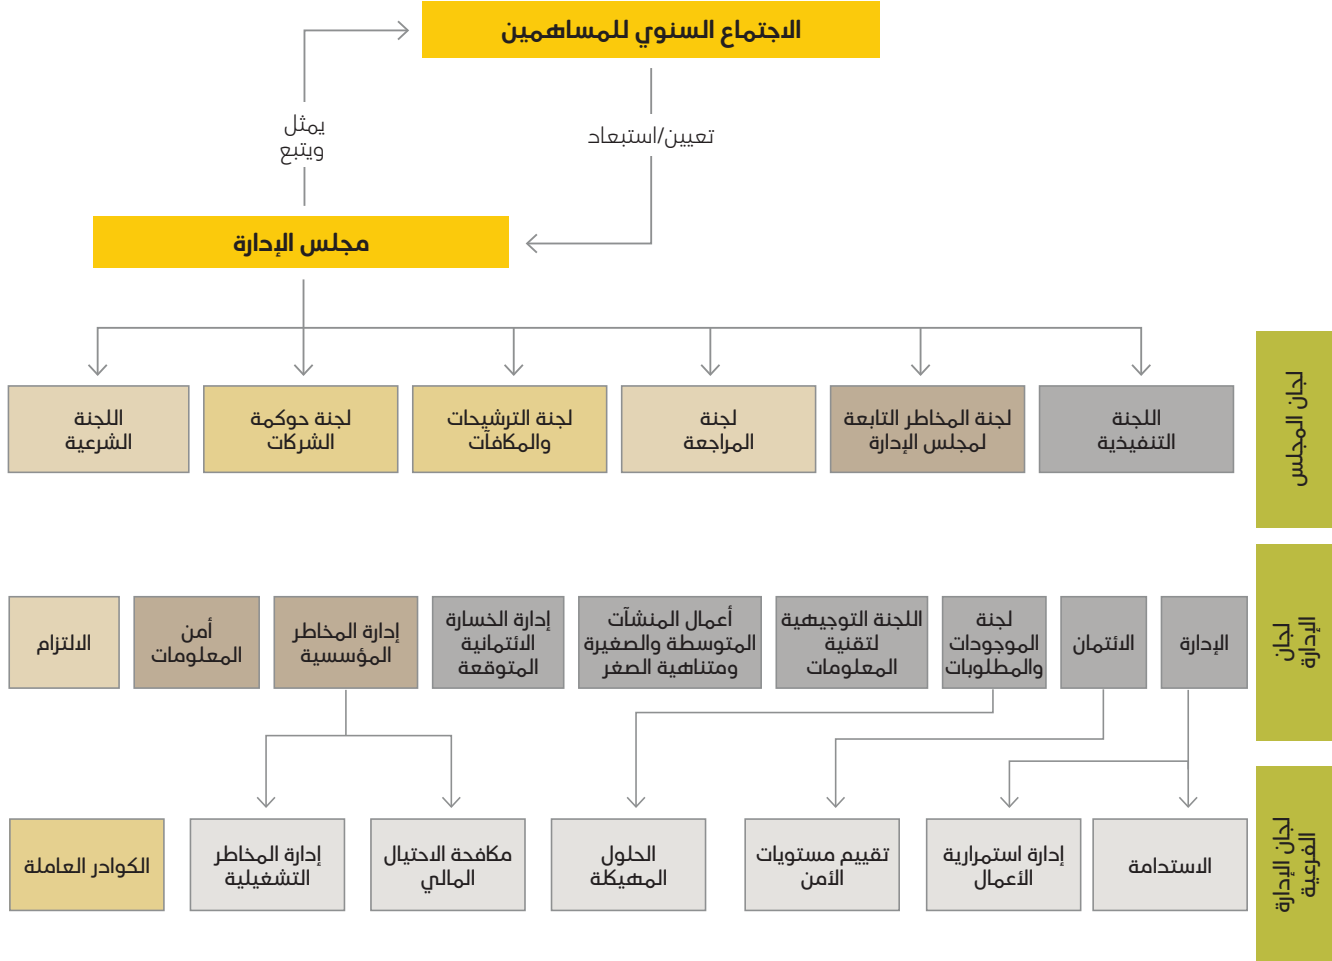 الاجتماع السنوي للمساهمين
يمثل
ويتبع
تعيين/استبعاد
مجلس الإدارة
لجان المجلس
اللجنة
التنفيذية
لجنة المخاطر التابعة
لمجلس الإدارة
لجنة
المراجعة
لجنة الترشيحات
والمكافآت
لجنة حوكمة
الشركات
اللجنة
الشرعية
لجان
الإدارة
الإدارة
الائتمان
لجنة
الموجودات
والمطلوبات
اللجنة التوجيهية
لتقنية
المعلومات
أعمال المنشآت
المتوسطة والصغيرة
ومتناهية الصغر
إدارة الخسارة
الائتمانية
المتوقعة
إدارة المخاطر
المؤسسية
أمن
المعلومات
الالتزام
لجان الإدارة
الفرعية
الاستدامة
إدارة استمرارية
الأعمال
تقييم مستويات
الأمن
الحلول
المهيكلة
مكافحة الاحتيال
المالي
إدارة المخاطر
التشغيلية
الكوادر العاملة